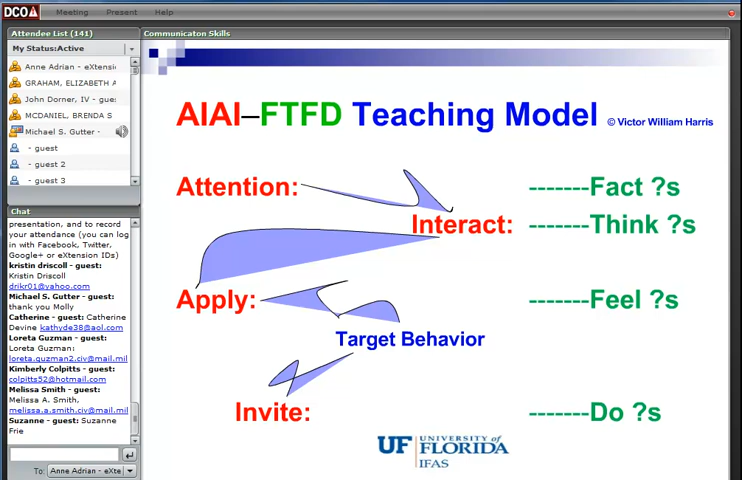 DCO
Meeting Present Help
Attendee List (141)
My Status:Active
Anne Adrian - eXtension
GRAHAM, ELIZABETH A
John Dorner, IV - gue
MCDANIEL, BRENDA S
Michael S. Gutter -
- guest
- guest 2
- guest 3
Chat
presentation, and to record
your attendance (you can log
in with Facebook, Twitter,
Google+ or eXtension IDs)
kristin driscoll - guest:
Kristin Driscoll
drikr01@yahoo.com
Michael S. Gutter - guest:
thank you Molly
Catherine - guest: Catherine
Devine kathyde38@aol.com
Loreta Guzman - guest:
Loreta Guzman:
loreta.guzman2.civ@mail.mil
Kimberly Colpitts - guest:
colpitts52@hotmail.com
Melissa Smith - guest:
Melissa A. Smith,
melissa.a.smith.civ@mail.mil
Suzanne - guest: Suzanne
Frie
To: Anne Adrian - eXte
Communicaton Skills
AIAI–FTFD Teaching Model © Victor William Harris
Attention: -------Fact ?s
Interact: -------Think ?s
Apply: -------Feel ?s
Target Behavior
Invite: -------Do ?s
UF UNIVERSITY of
FLORIDA
IFAS